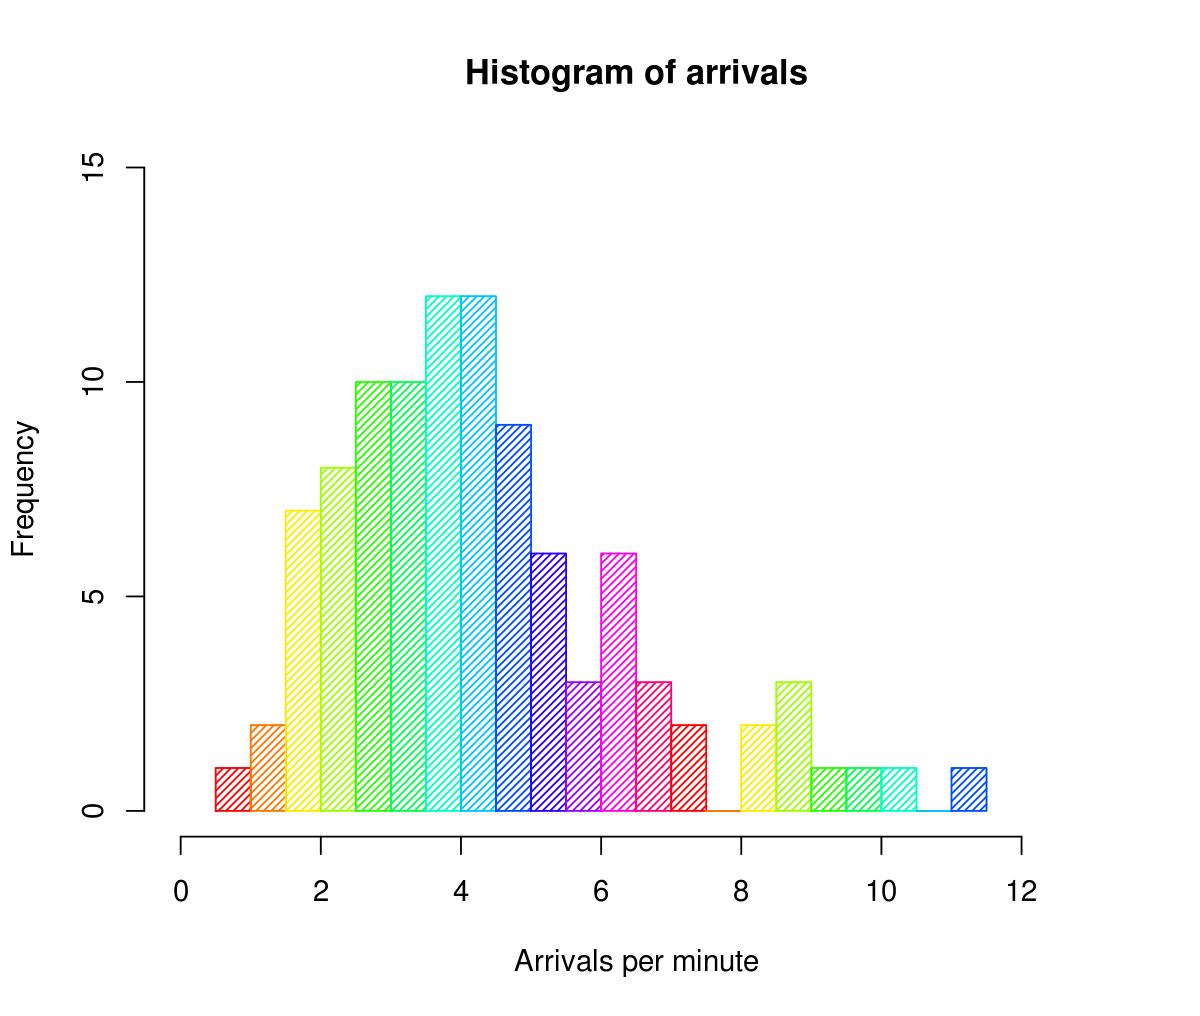 Histogram of arrivals
15
10
5
0
Frequency
0 2 4 6 8 10 12
Arrivals per minute